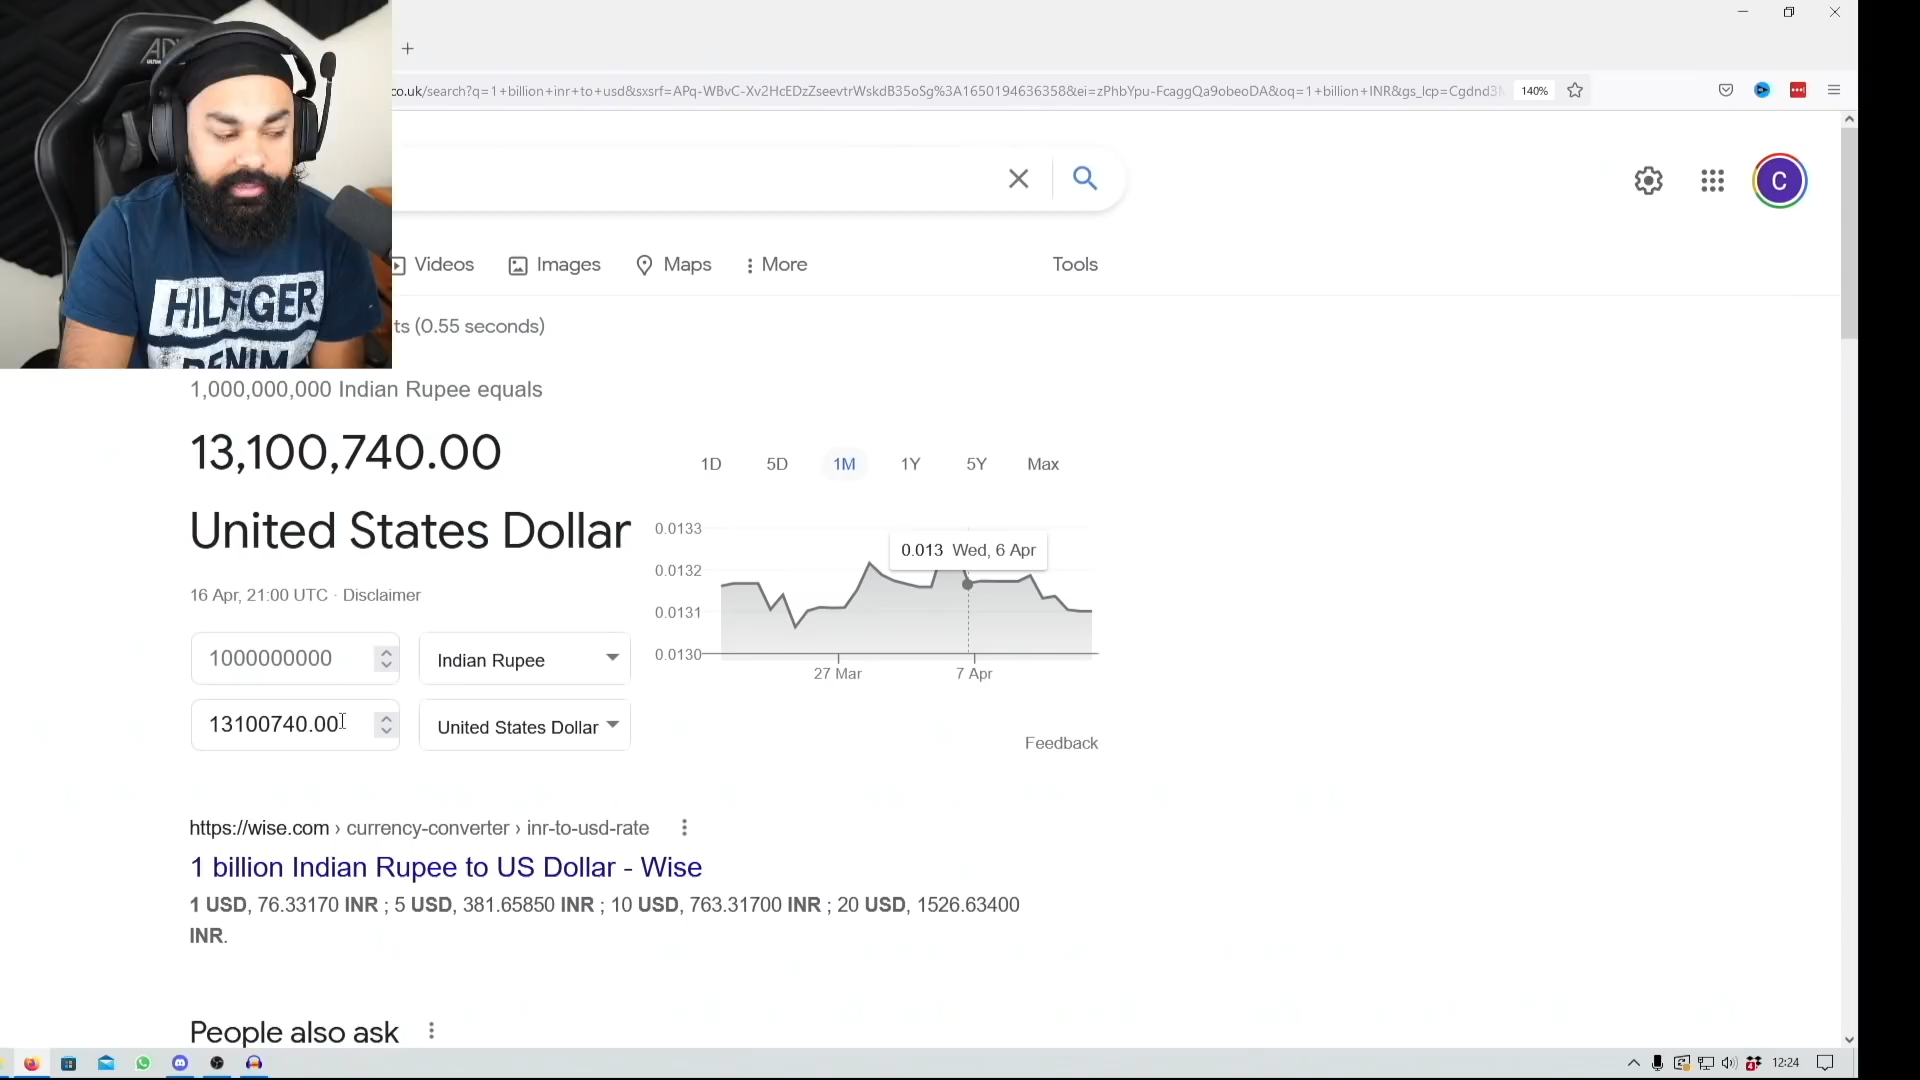 co.uk/search?q=1+billion+inr+to+usd&sxsrf=APq-WBvC-Xv2HcEDzZseevtrWskdB35oSg%3A1650194636358&ei=zPhbYpu-FcaggQa9obeoDA&oq=1+billion+INR&gs_lcp=Cgdnd3
140%
C
Videos
Images
Maps
More
Tools
ts (0.55 seconds)
HILFIGER
DENIM
1,000,000,000 Indian Rupee equals
13,100,740.00
United States Dollar
16 Apr, 21:00 UTC · Disclaimer
1D 5D 1M 1Y 5Y Max
0.0133
0.013 Wed, 6 Apr
0.0132
0.0131
0.0130
27 Mar 7 Apr
1000000000
Indian Rupee
13100740.00
United States Dollar
Feedback
https://wise.com › currency-converter › inr-to-usd-rate
1 billion Indian Rupee to US Dollar - Wise
1 USD, 76.33170 INR ; 5 USD, 381.65850 INR ; 10 USD, 763.31700 INR ; 20 USD, 1526.63400
INR.
People also ask
12:24